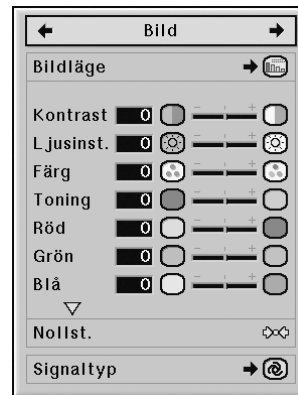 Bild
Bildläge
Kontrast 0
Ljusinst. 0
Färg 0
Toning 0
Röd 0
Grön 0
Blå 0
Nollst.
Signaltyp